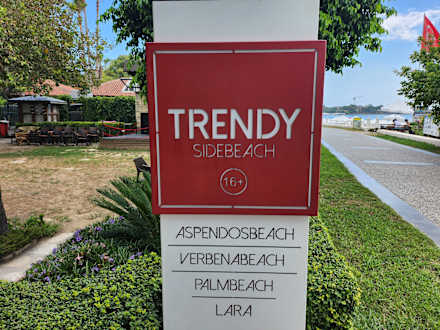 TRENDY
SIDEBEACH
16+
ASPENDOSBEACH
VERBENABEACH
PALMBEACH
LARA